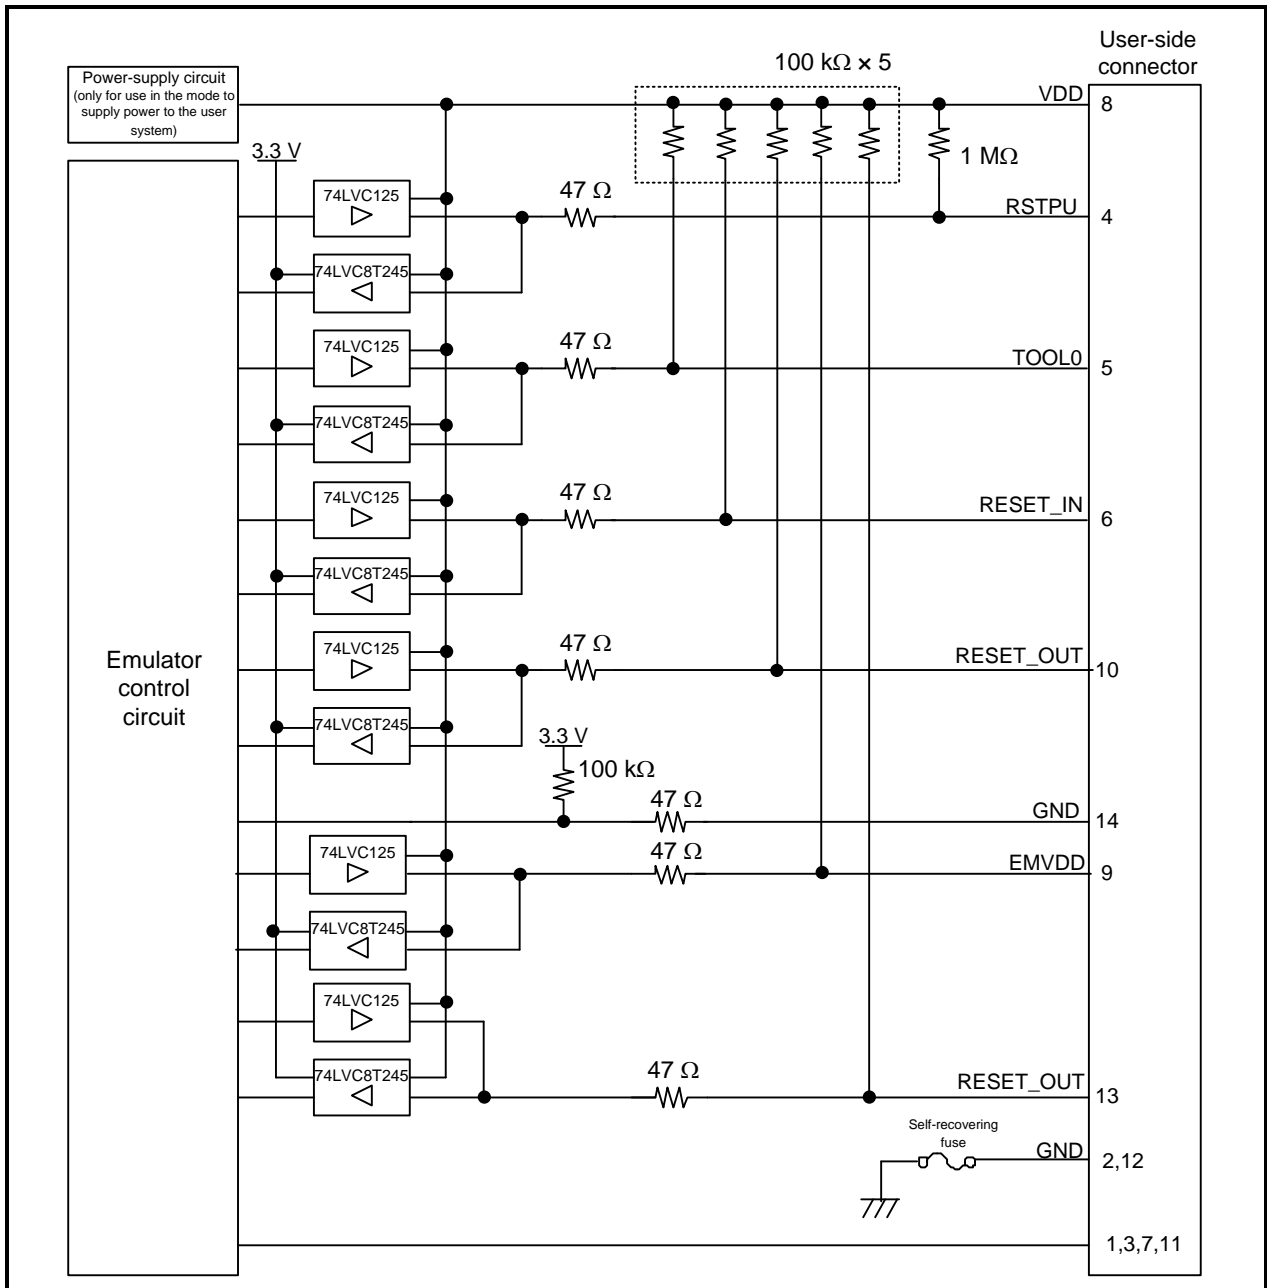 User-side
connector
100 kΩ × 5
Power-supply circuit
(only for use in the mode to
supply power to the user
system)
VDD
8
3.3 V
1 MΩ
74LVC125
47 Ω
RSTPU
4
74LVC8T245
74LVC125
47 Ω
TOOL0
5
74LVC8T245
74LVC125
47 Ω
RESET_IN
6
74LVC8T245
74LVC125
47 Ω
RESET_OUT
10
Emulator
control
circuit
74LVC8T245
3.3 V
100 kΩ
47 Ω
GND
14
74LVC125
47 Ω
EMVDD
9
74LVC8T245
74LVC125
74LVC8T245
47 Ω
RESET_OUT
13
Self-recovering
fuse
GND
2,12
1,3,7,11